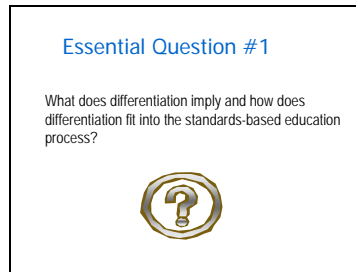 Essential Question #1
What does differentiation imply and how does
differentiation fit into the standards-based education
process?
?